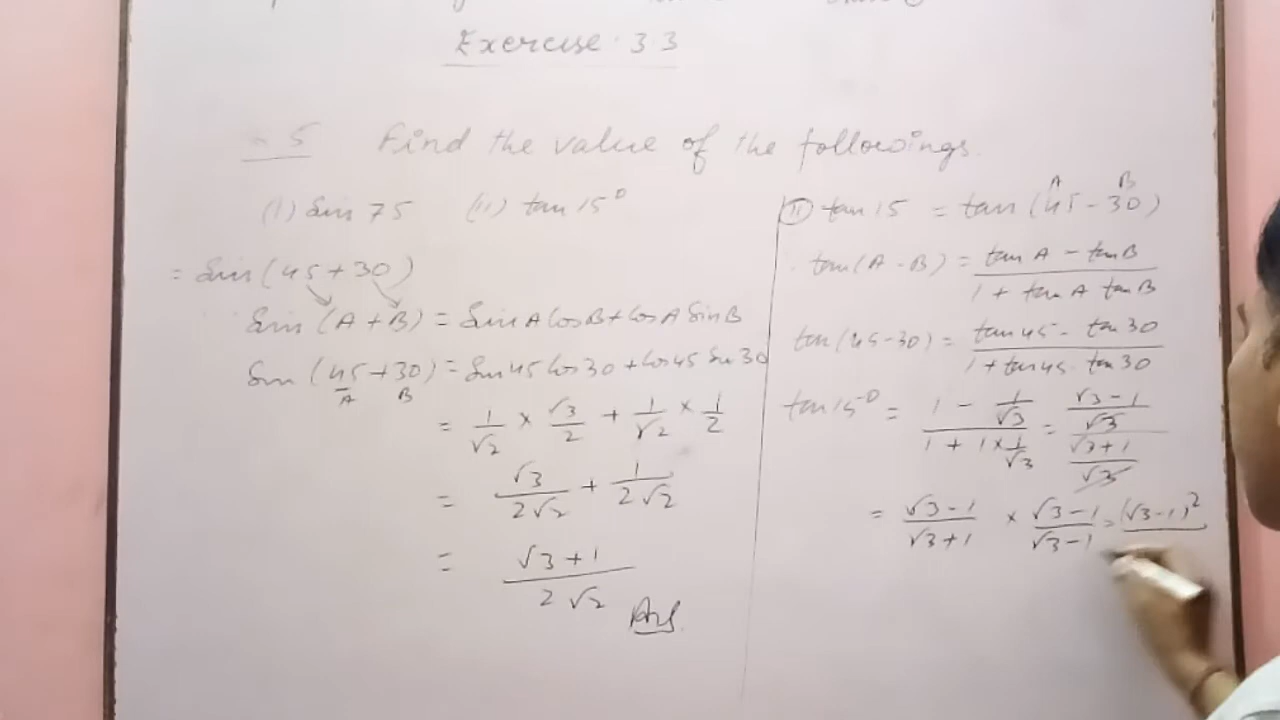 Exercise. 3 3
5 Find the value of the followings.
(i) Sin 75 (ii) tan 15°
= Sin (45 + 30)
Sin (A + B) = Sin A Cos B + Cos A Sin B
Sin (45 + 30) = Sin 45 Cos 30 + Cos 45 Sin 30
A B
= 1/√2 × √3/2 + 1/√2 × 1/2
= √3/2√2 + 1/2√2
= √3 + 1/2√2 Ans.
A B
(ii) tan 15 = tan (45 - 30)
tan (A - B) = tan A - tan B/1 + tan A tan B
tan (45 - 30) = tan 45 - tan 30/1 + tan 45. tan 30
tan 15° = 1 - 1/√3/1 + 1 × 1/√3 = √3 - 1/√3/√3 + 1/√3
= √3 - 1/√3 + 1 × √3 - 1/√3 - 1 = (√3 - 1)²